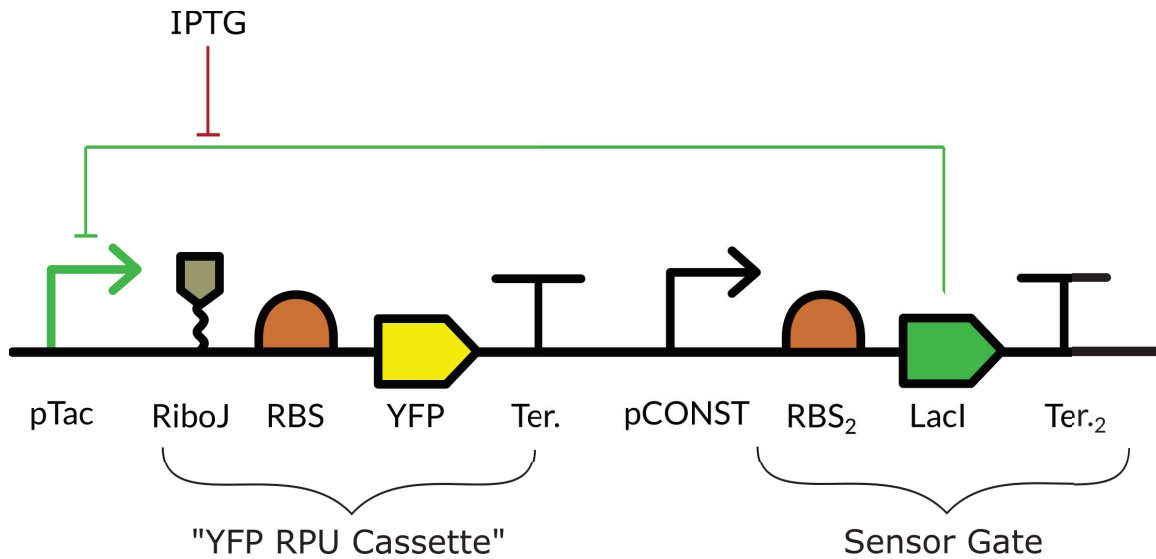 IPTG
pTac RiboJ RBS YFP Ter. pCONST RBS₂ LacI Ter.₂
"YFP RPU Cassette" Sensor Gate